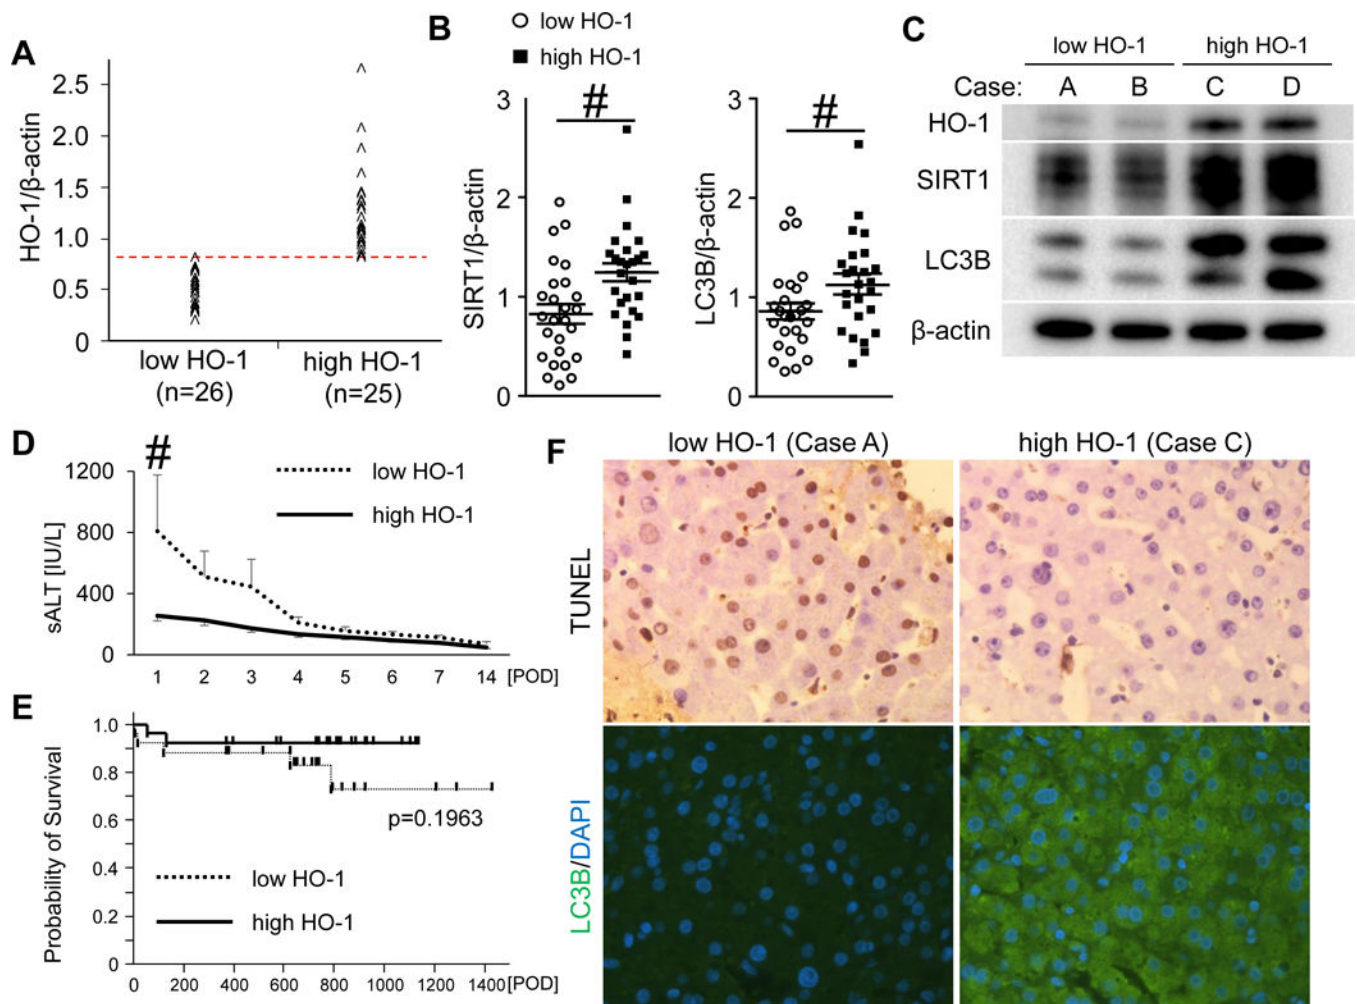 A
HO-1/β-actin
2.5
2.0
1.5
1.0
0.5
0
low HO-1
(n=26)
high HO-1
(n=25)
B
low HO-1
high HO-1
SIRT1/β-actin
3
2
1
0
#
LC3B/β-actin
3
2
1
0
#
C
low HO-1
high HO-1
Case: A B C D
HO-1
SIRT1
LC3B
β-actin
D
#
sALT [IU/L]
1200
800
400
0
1 2 3 4 5 6 7 14 [POD]
low HO-1
high HO-1
E
Probability of Survival
1.0
0.8
0.6
0.4
0.2
0
p=0.1963
low HO-1
high HO-1
0 200 400 600 800 1000 1200 1400 [POD]
F
low HO-1 (Case A)
high HO-1 (Case C)
TUNEL
LC3B/DAPI